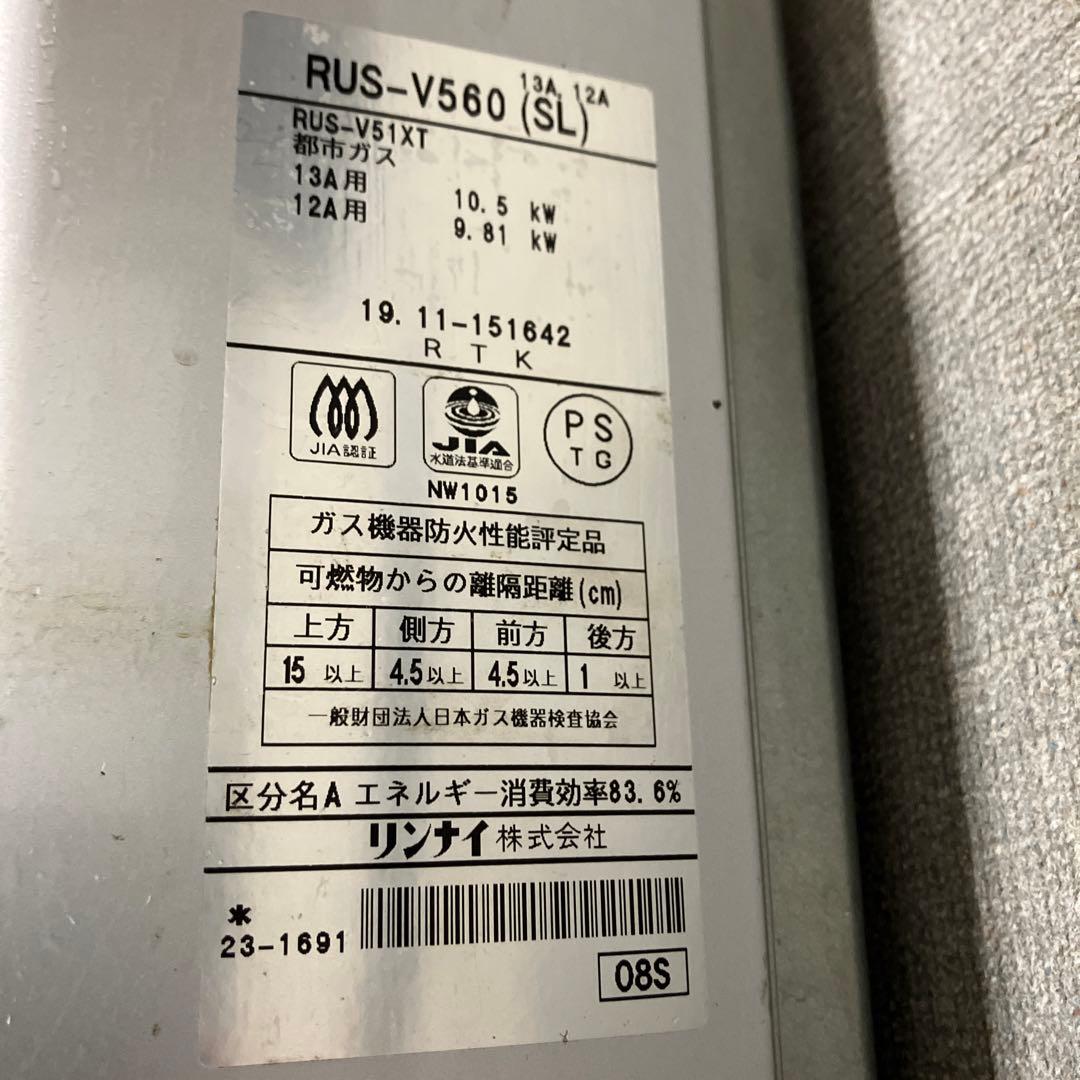 RUS-V560 (SL) 13A, 12A
RUS-V51XT
都市ガス
13A用 10.5 kW
12A用 9.81 kW
19. 11-151642
R T K
JIA認証
JIA
水道法基準適合
PS
TG
NW1015
ガス機器防火性能評定品
可燃物からの離隔距離(cm)
上方 側方 前方 後方
15 以上 4.5以上 4.5以上 1 以上
一般財団法人日本ガス機器検査協会
区分名A エネルギー消費効率83.6%
リンナイ株式会社
*
23-1691
08S